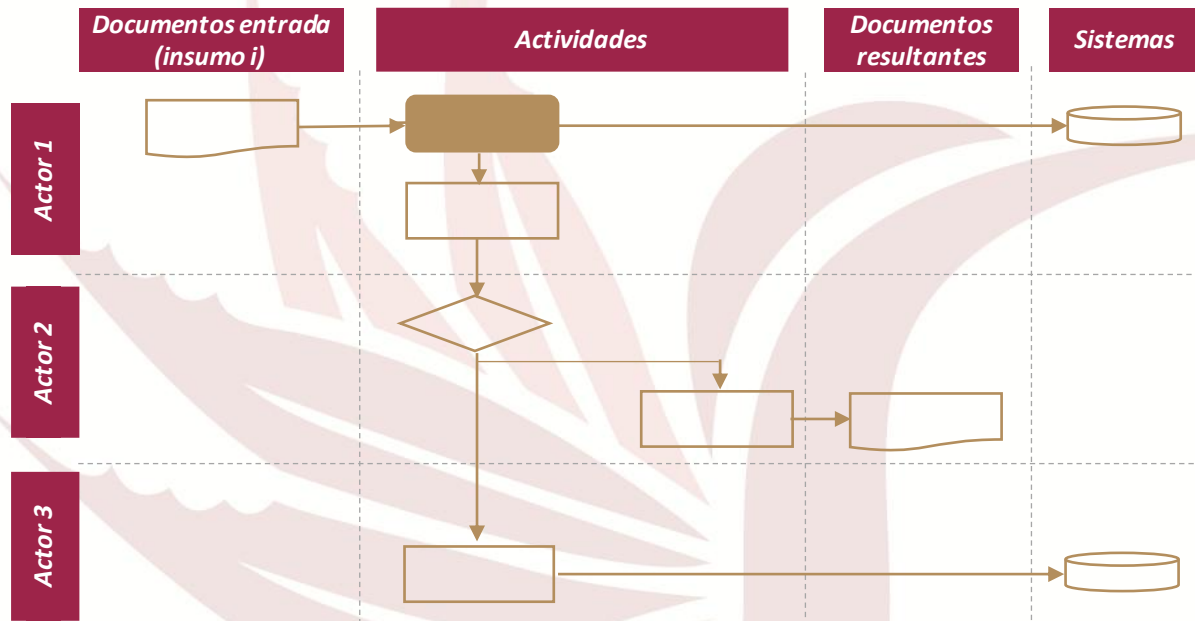 Documentos entrada
(insumo i)
Actividades
Documentos
resultantes
Sistemas
Actor 1
Actor 2
Actor 3